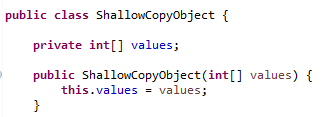 public class ShallowCopyObject {
private int[] values;
public ShallowCopyObject(int[] values) {
this.values = values;
}